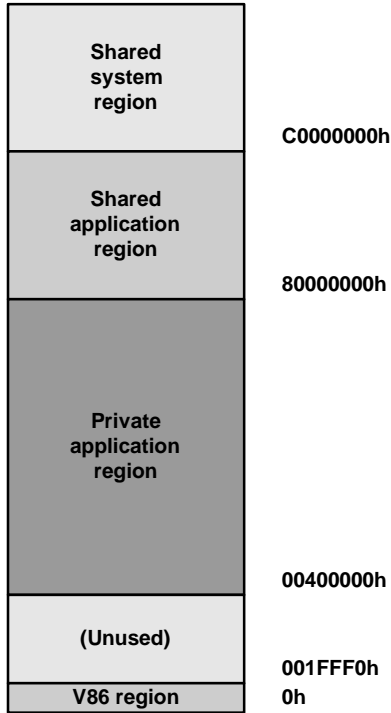 Shared
system
region
C0000000h
Shared
application
region
80000000h
Private
application
region
00400000h
(Unused)
001FFF0h
V86 region
0h